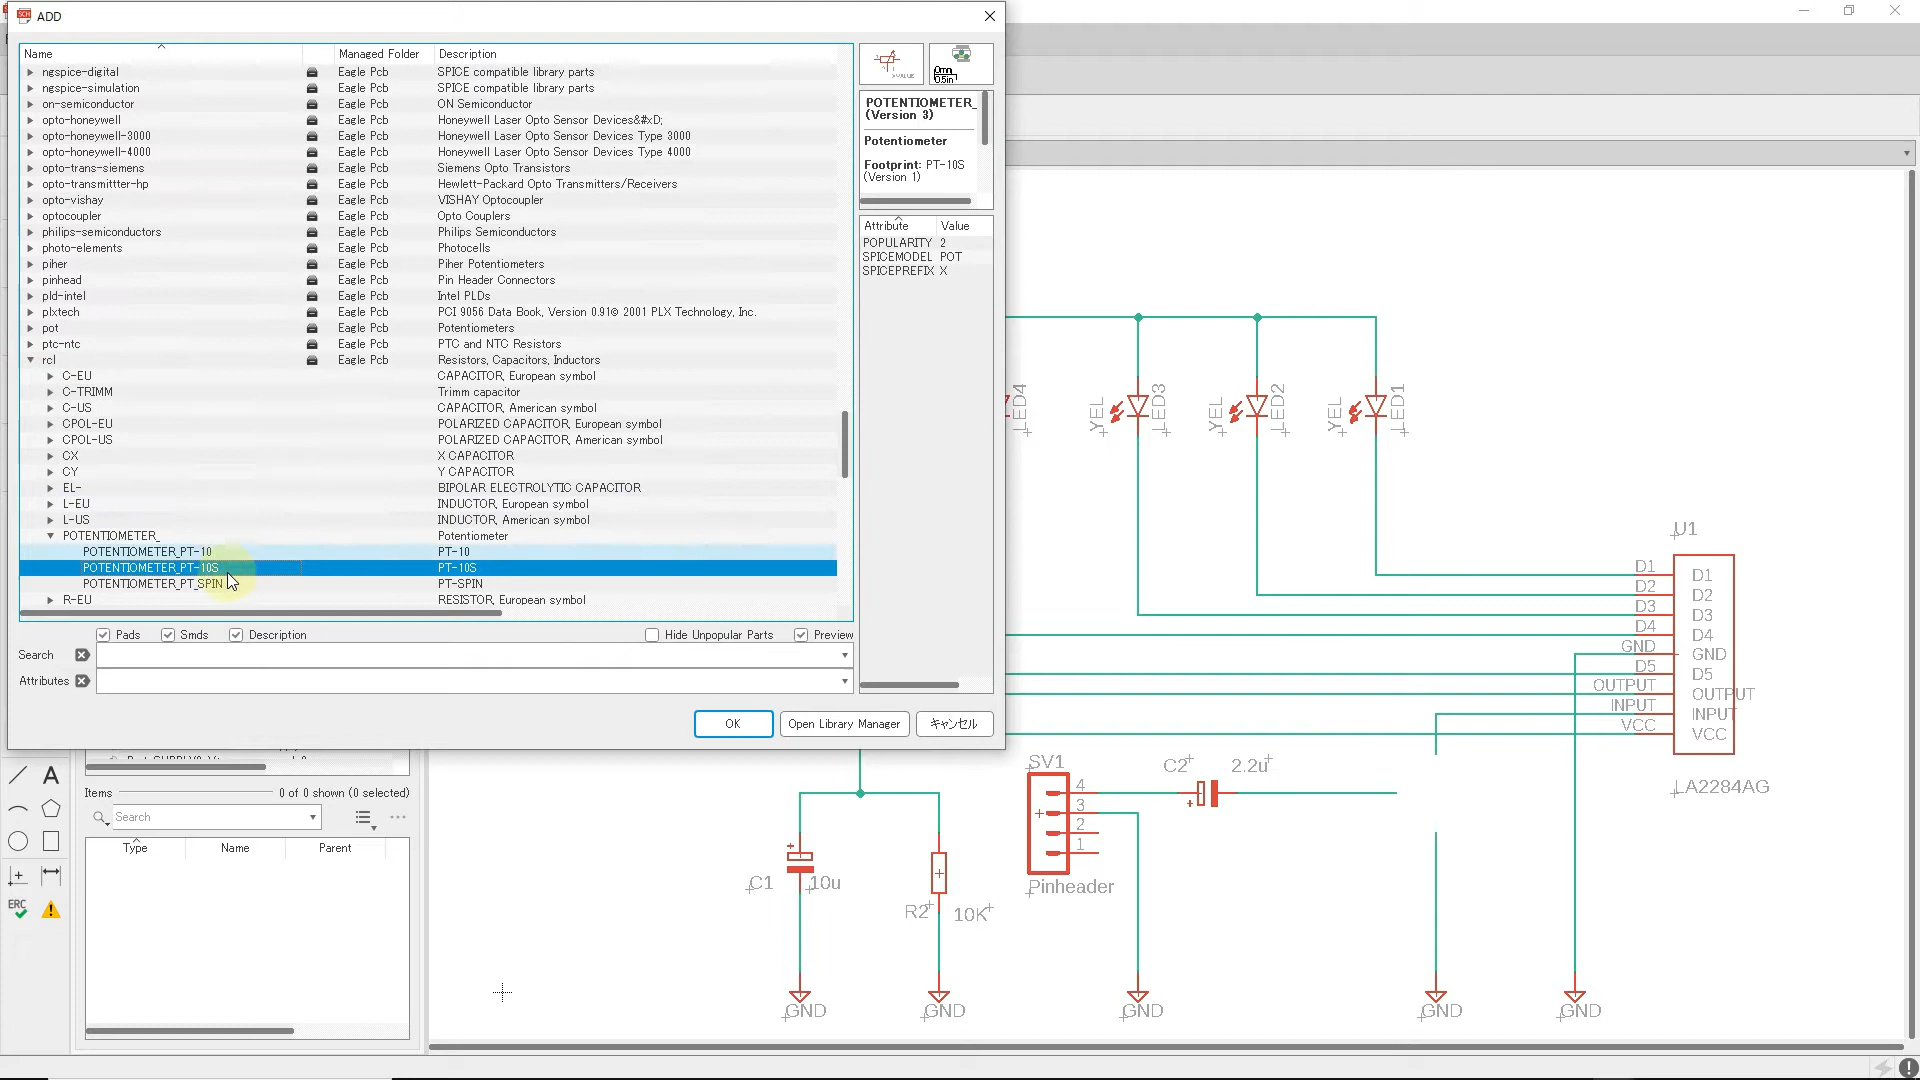 ADD
Name Managed Folder Description
ngspice-digital Eagle Pcb SPICE compatible library parts
ngspice-simulation Eagle Pcb SPICE compatible library parts
on-semiconductor Eagle Pcb ON Semiconductor
opto-honeywell Eagle Pcb Honeywell Laser Opto Sensor Devices&#xD;
opto-honeywell-3000 Eagle Pcb Honeywell Laser Opto Sensor Devices Type 3000
opto-honeywell-4000 Eagle Pcb Honeywell Laser Opto Sensor Devices Type 4000
opto-trans-siemens Eagle Pcb Siemens Opto Transistors
opto-transmittter-hp Eagle Pcb Hewlett-Packard Opto Transmitters/Receivers
opto-vishay Eagle Pcb VISHAY Optocoupler
optocoupler Eagle Pcb Opto Couplers
philips-semiconductors Eagle Pcb Philips Semiconductors
photo-elements Eagle Pcb Photocells
piher Eagle Pcb Piher Potentiometers
pinhead Eagle Pcb Pin Header Connectors
pld-intel Eagle Pcb Intel PLDs
plxtech Eagle Pcb PCI 9056 Data Book, Version 0.91© 2001 PLX Technology, Inc.
pot Eagle Pcb Potentiometers
ptc-ntc Eagle Pcb PTC and NTC Resistors
rcl Eagle Pcb Resistors, Capacitors, Inductors
C-EU CAPACITOR, European symbol
C-TRIMM Trimm capacitor
C-US CAPACITOR, American symbol
CPOL-EU POLARIZED CAPACITOR, European symbol
CPOL-US POLARIZED CAPACITOR, American symbol
CX X CAPACITOR
CY Y CAPACITOR
EL- BIPOLAR ELECTROLYTIC CAPACITOR
L-EU INDUCTOR, European symbol
L-US INDUCTOR, American symbol
POTENTIOMETER_ Potentiometer
POTENTIOMETER_PT-10 PT-10
POTENTIOMETER_PT-10S PT-10S
POTENTIOMETER_PT_SPIN PT-SPIN
R-EU RESISTOR, European symbol
Pads Smds Description Hide Unpopular Parts Preview
Search
Attributes
OK Open Library Manager キャンセル
>VALUE
0mm
0.5in
POTENTIOMETER_
(Version 3)
Potentiometer
Footprint: PT-10S
(Version 1)
Attribute Value
POPULARITY 2
SPICEMODEL POT
SPICEPREFIX X
Items 0 of 0 shown (0 selected)
Search
Type Name Parent
ERC
LED4
YEL LED3
YEL LED2
YEL LED1
U1
D1 D1
D2 D2
D3 D3
D4 D4
GND GND
D5 D5
OUTPUT OUTPUT
INPUT INPUT
VCC VCC
LA2284AG
SV1
4
3
2
1
Pinheader
C2 2.2u
C1 10u
R2 10K
GND GND GND GND GND